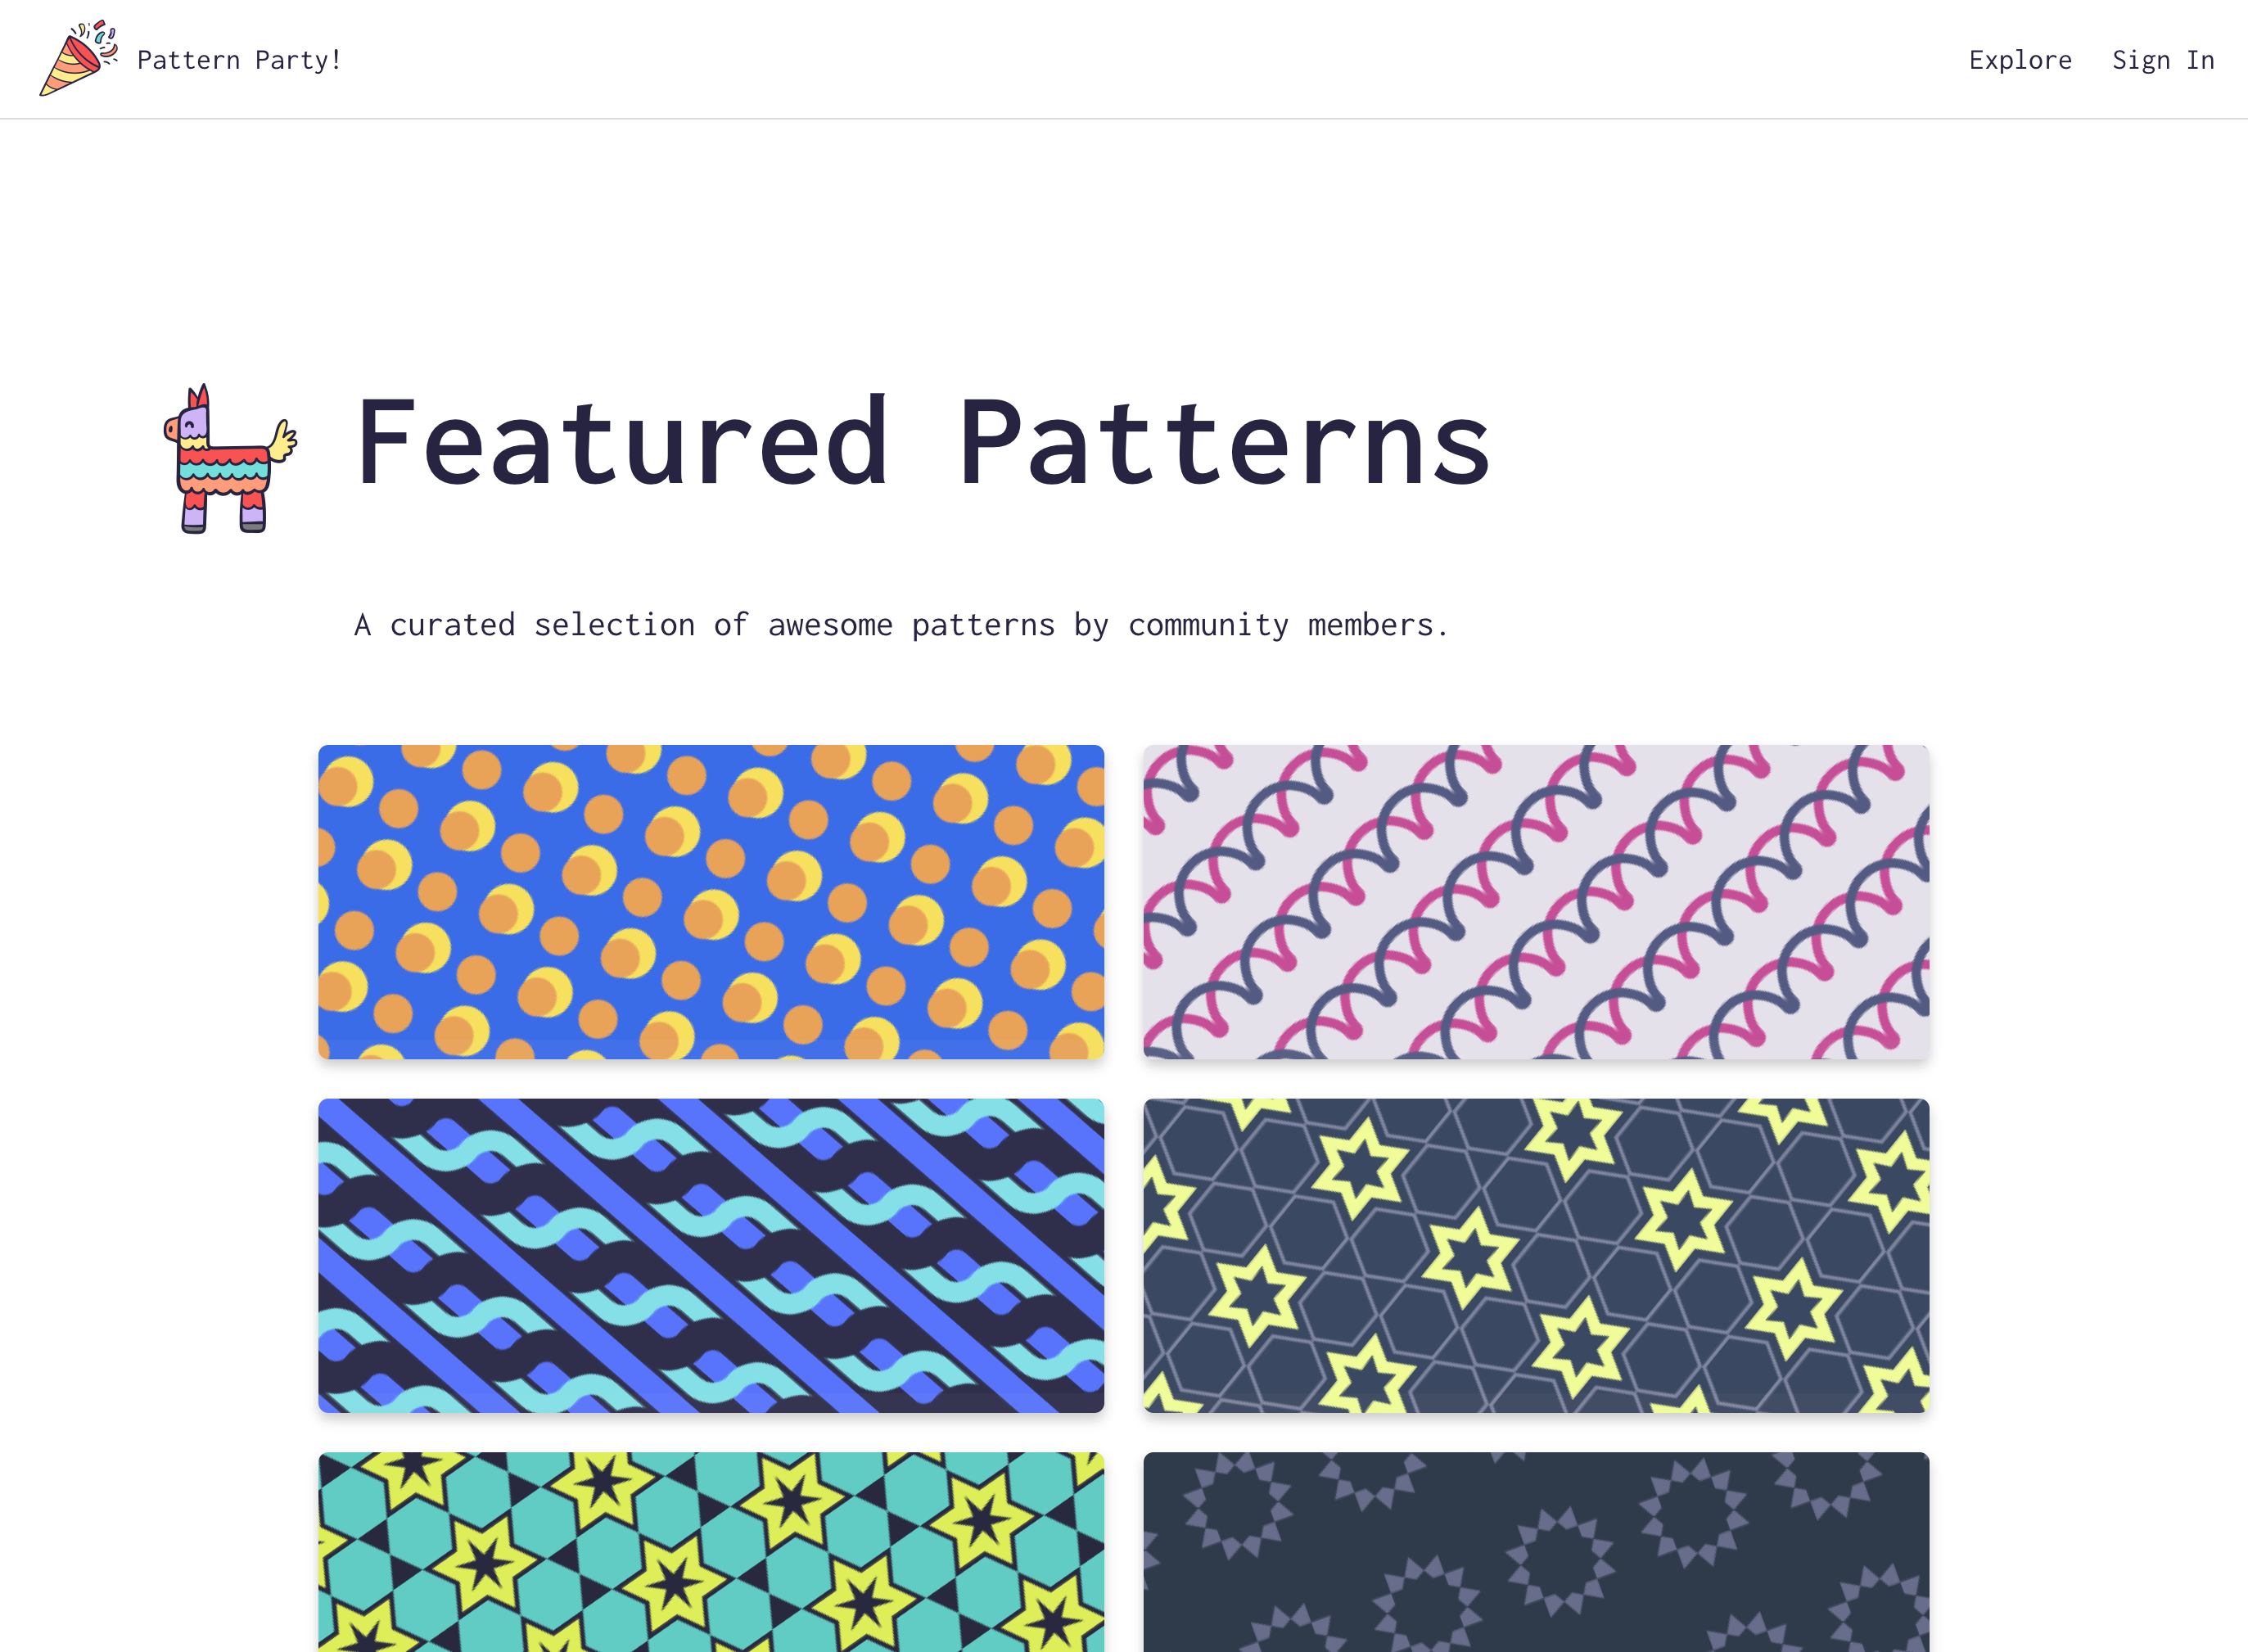 Pattern Party!
Explore
Sign In
Featured Patterns
A curated selection of awesome patterns by community members.